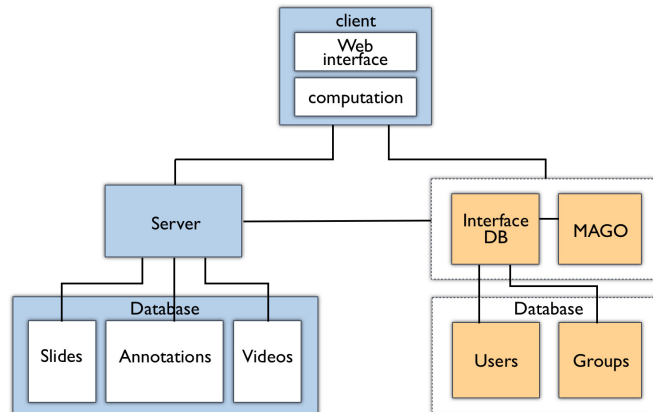 client
Web
interface
computation
Server
Interface
DB
MAGO
Database
Slides
Annotations
Videos
Database
Users
Groups